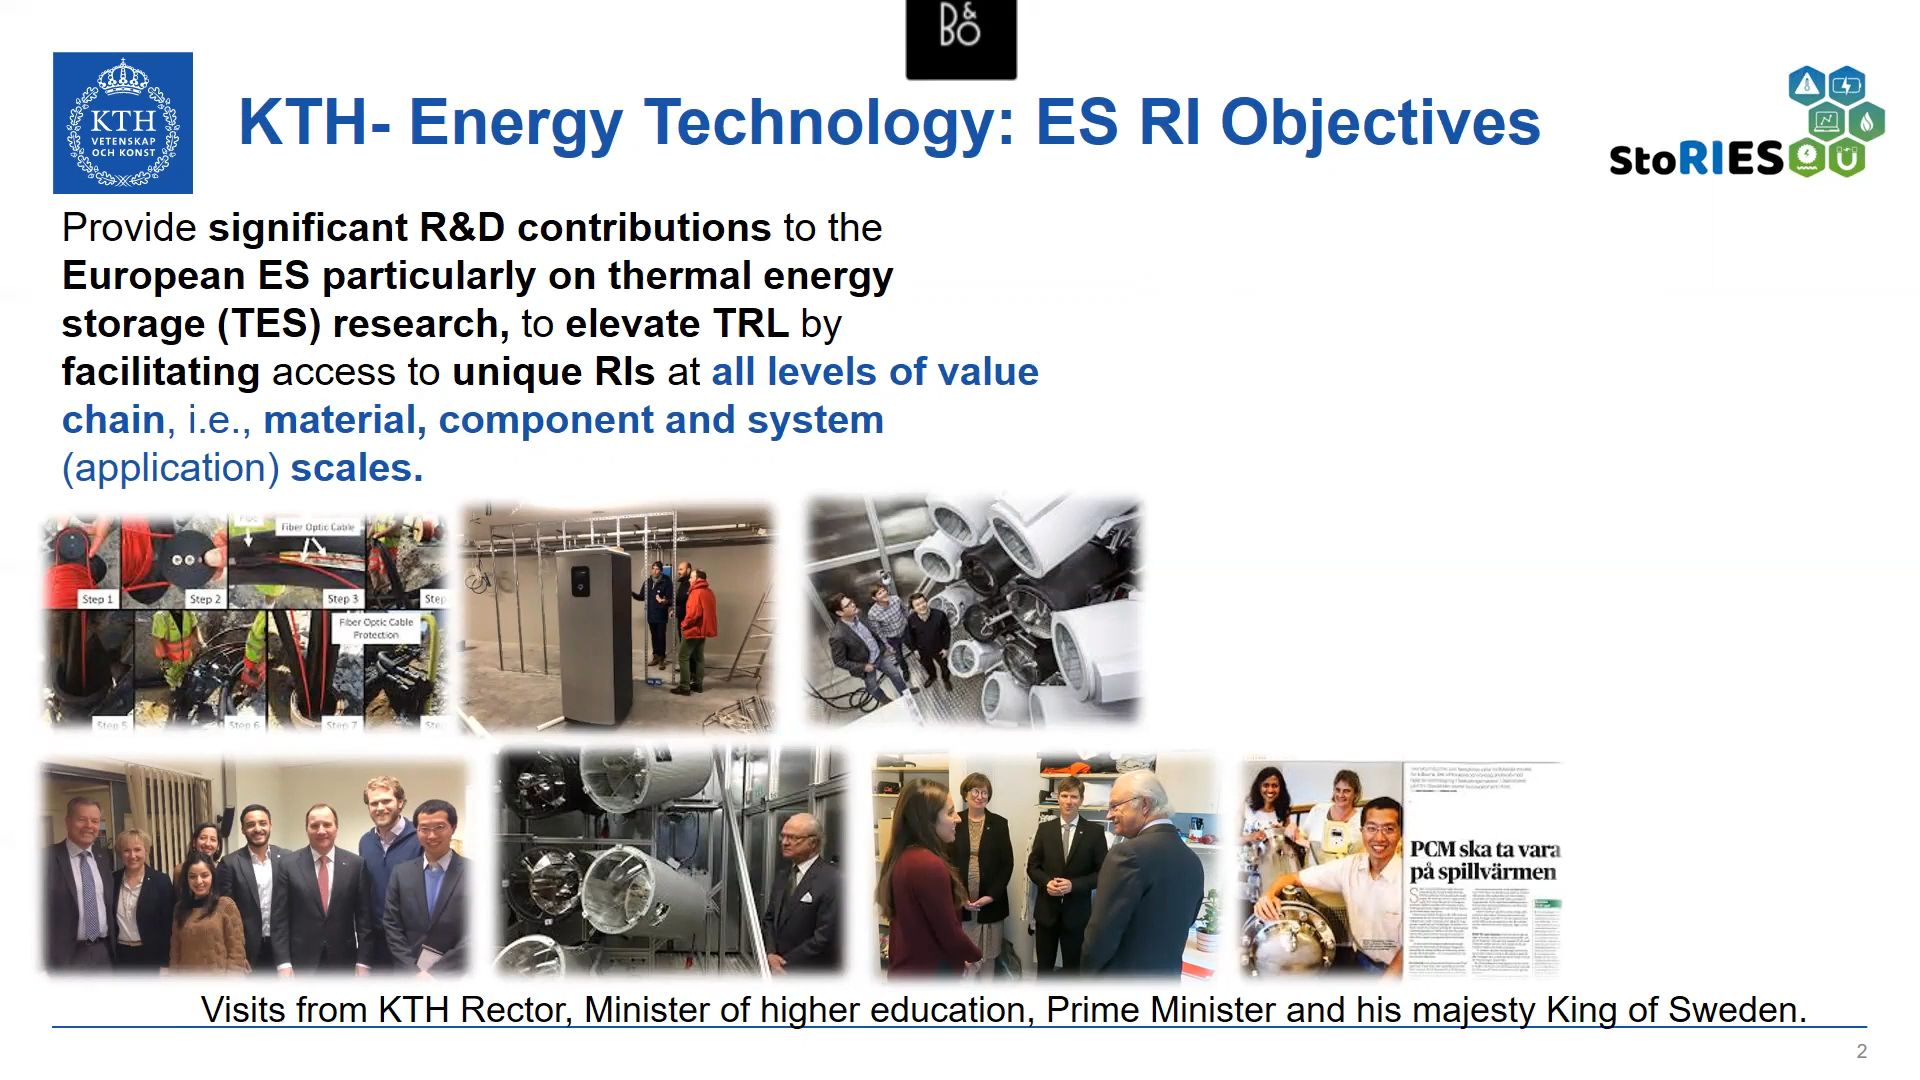 B&O
KTH
VETENSKAP
OCH KONST
KTH- Energy Technology: ES RI Objectives
StoRIES
Provide significant R&D contributions to the
European ES particularly on thermal energy
storage (TES) research, to elevate TRL by
facilitating access to unique RIs at all levels of value
chain, i.e., material, component and system
(application) scales.
Fiber Optic Cable
Step 1
Step 2
Step 3
Step
Fiber Optic Cable
Protection
Step 5
Step 6
Step 7
PCM ska ta vara
på spillvärmen
Visits from KTH Rector, Minister of higher education, Prime Minister and his majesty King of Sweden.
2